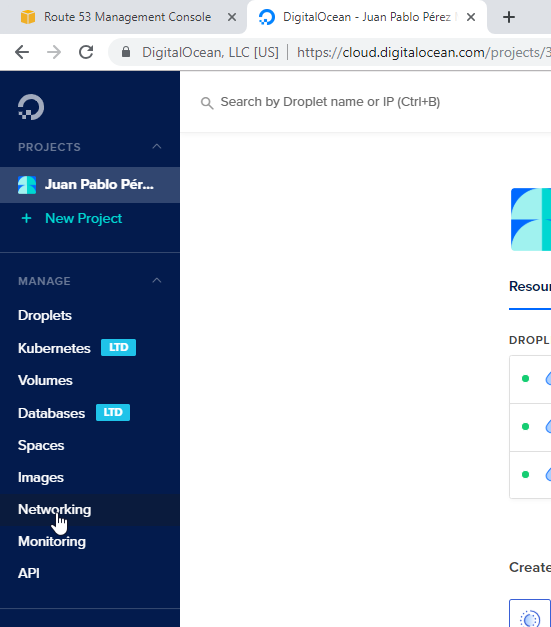 Route 53 Management Console
DigitalOcean - Juan Pablo Pérez
DigitalOcean, LLC [US]
https://cloud.digitalocean.com/projects/3
PROJECTS
Search by Droplet name or IP (Ctrl+B)
Juan Pablo Pér...
+ New Project
MANAGE
Droplets
Kubernetes LTD
Volumes
Databases LTD
Spaces
Images
Networking
Monitoring
API
Resour
DROPL
Create